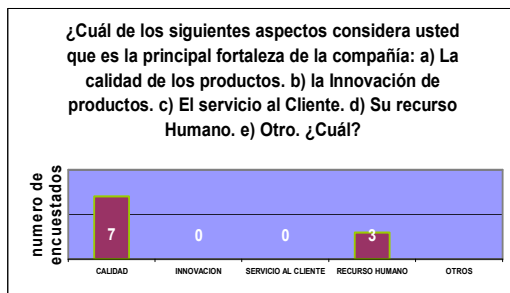 ¿Cuál de los siguientes aspectos considera usted
que es la principal fortaleza de la compañía: a) La
calidad de los productos. b) la Innovación de
productos. c) El servicio al Cliente. d) Su recurso
Humano. e) Otro. ¿Cuál?
numero de
encuestados
7 0 0 3
CALIDAD INNOVACION SERVICIO AL CLIENTE RECURSO HUMANO OTROS